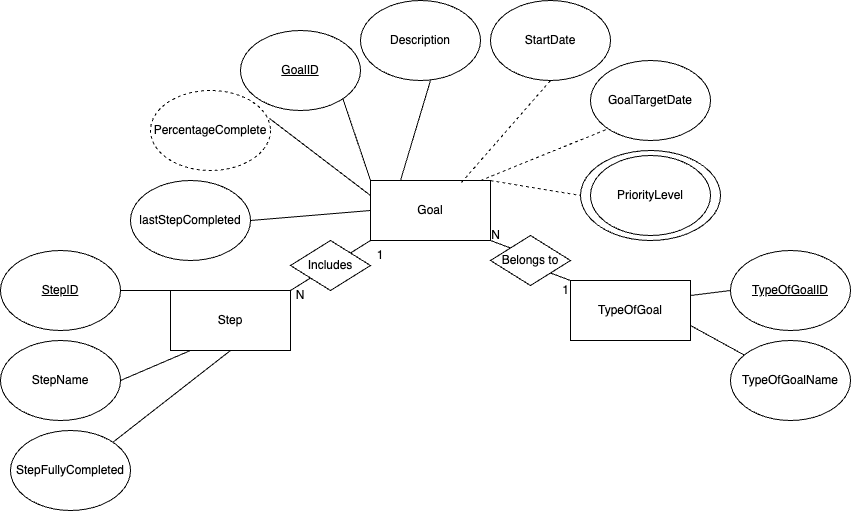 Description
StartDate
GoalID
GoalTargetDate
PercentageComplete
PriorityLevel
lastStepCompleted
Goal
N
1
Includes
Belongs to
StepID
N
1
TypeOfGoalID
Step
TypeOfGoal
StepName
TypeOfGoalName
StepFullyCompleted